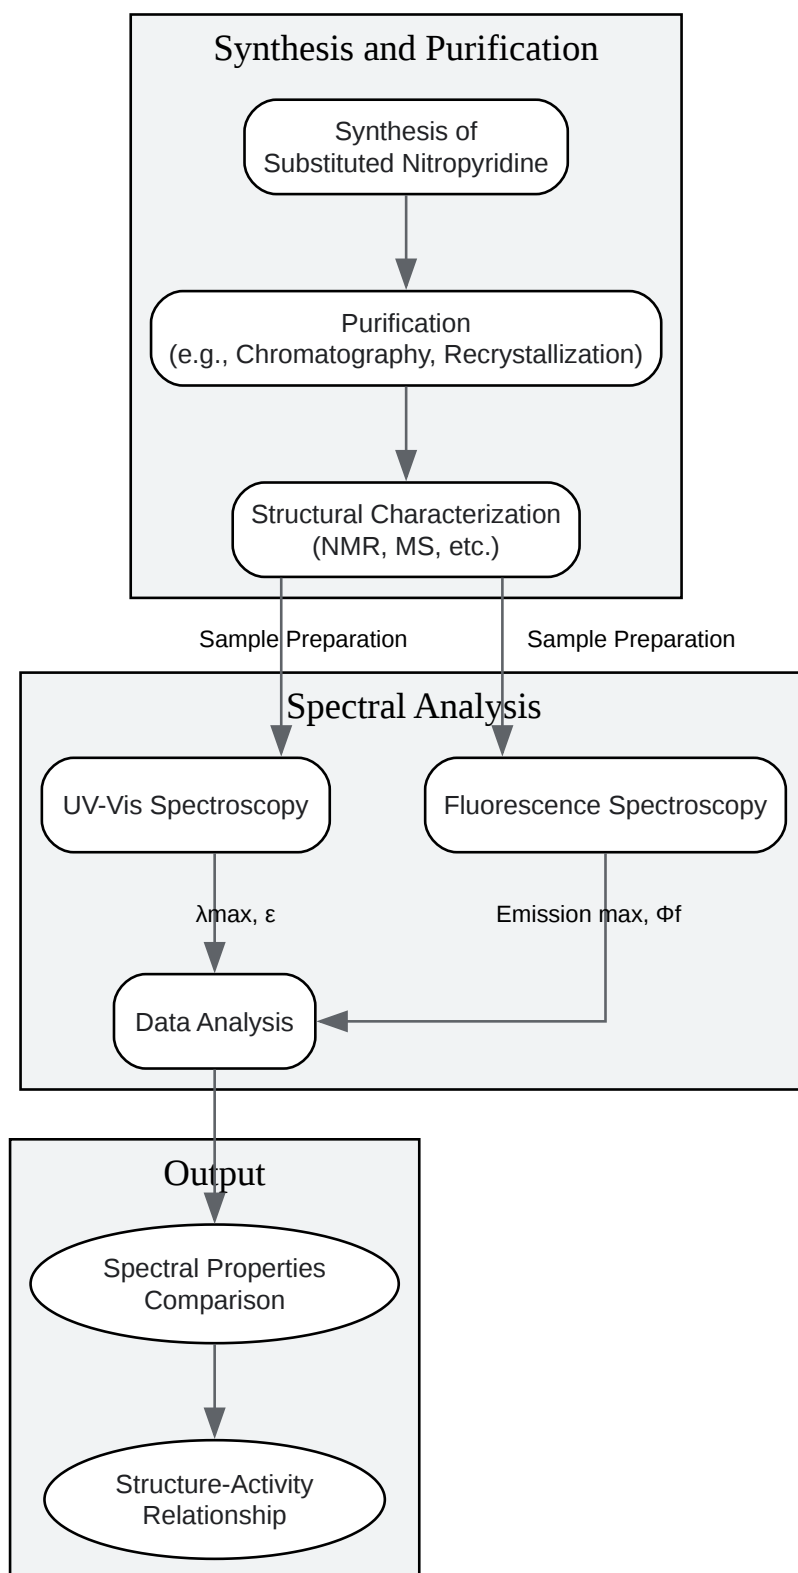 Synthesis and Purification
Synthesis of
Substituted Nitropyridine
Purification
(e.g., Chromatography, Recrystallization)
Structural Characterization
(NMR, MS, etc.)
Sample Preparation
Sample Preparation
Spectral Analysis
UV-Vis Spectroscopy
Fluorescence Spectroscopy
λmax, ε
Emission max, Φf
Data Analysis
Output
Spectral Properties
Comparison
Structure-Activity
Relationship